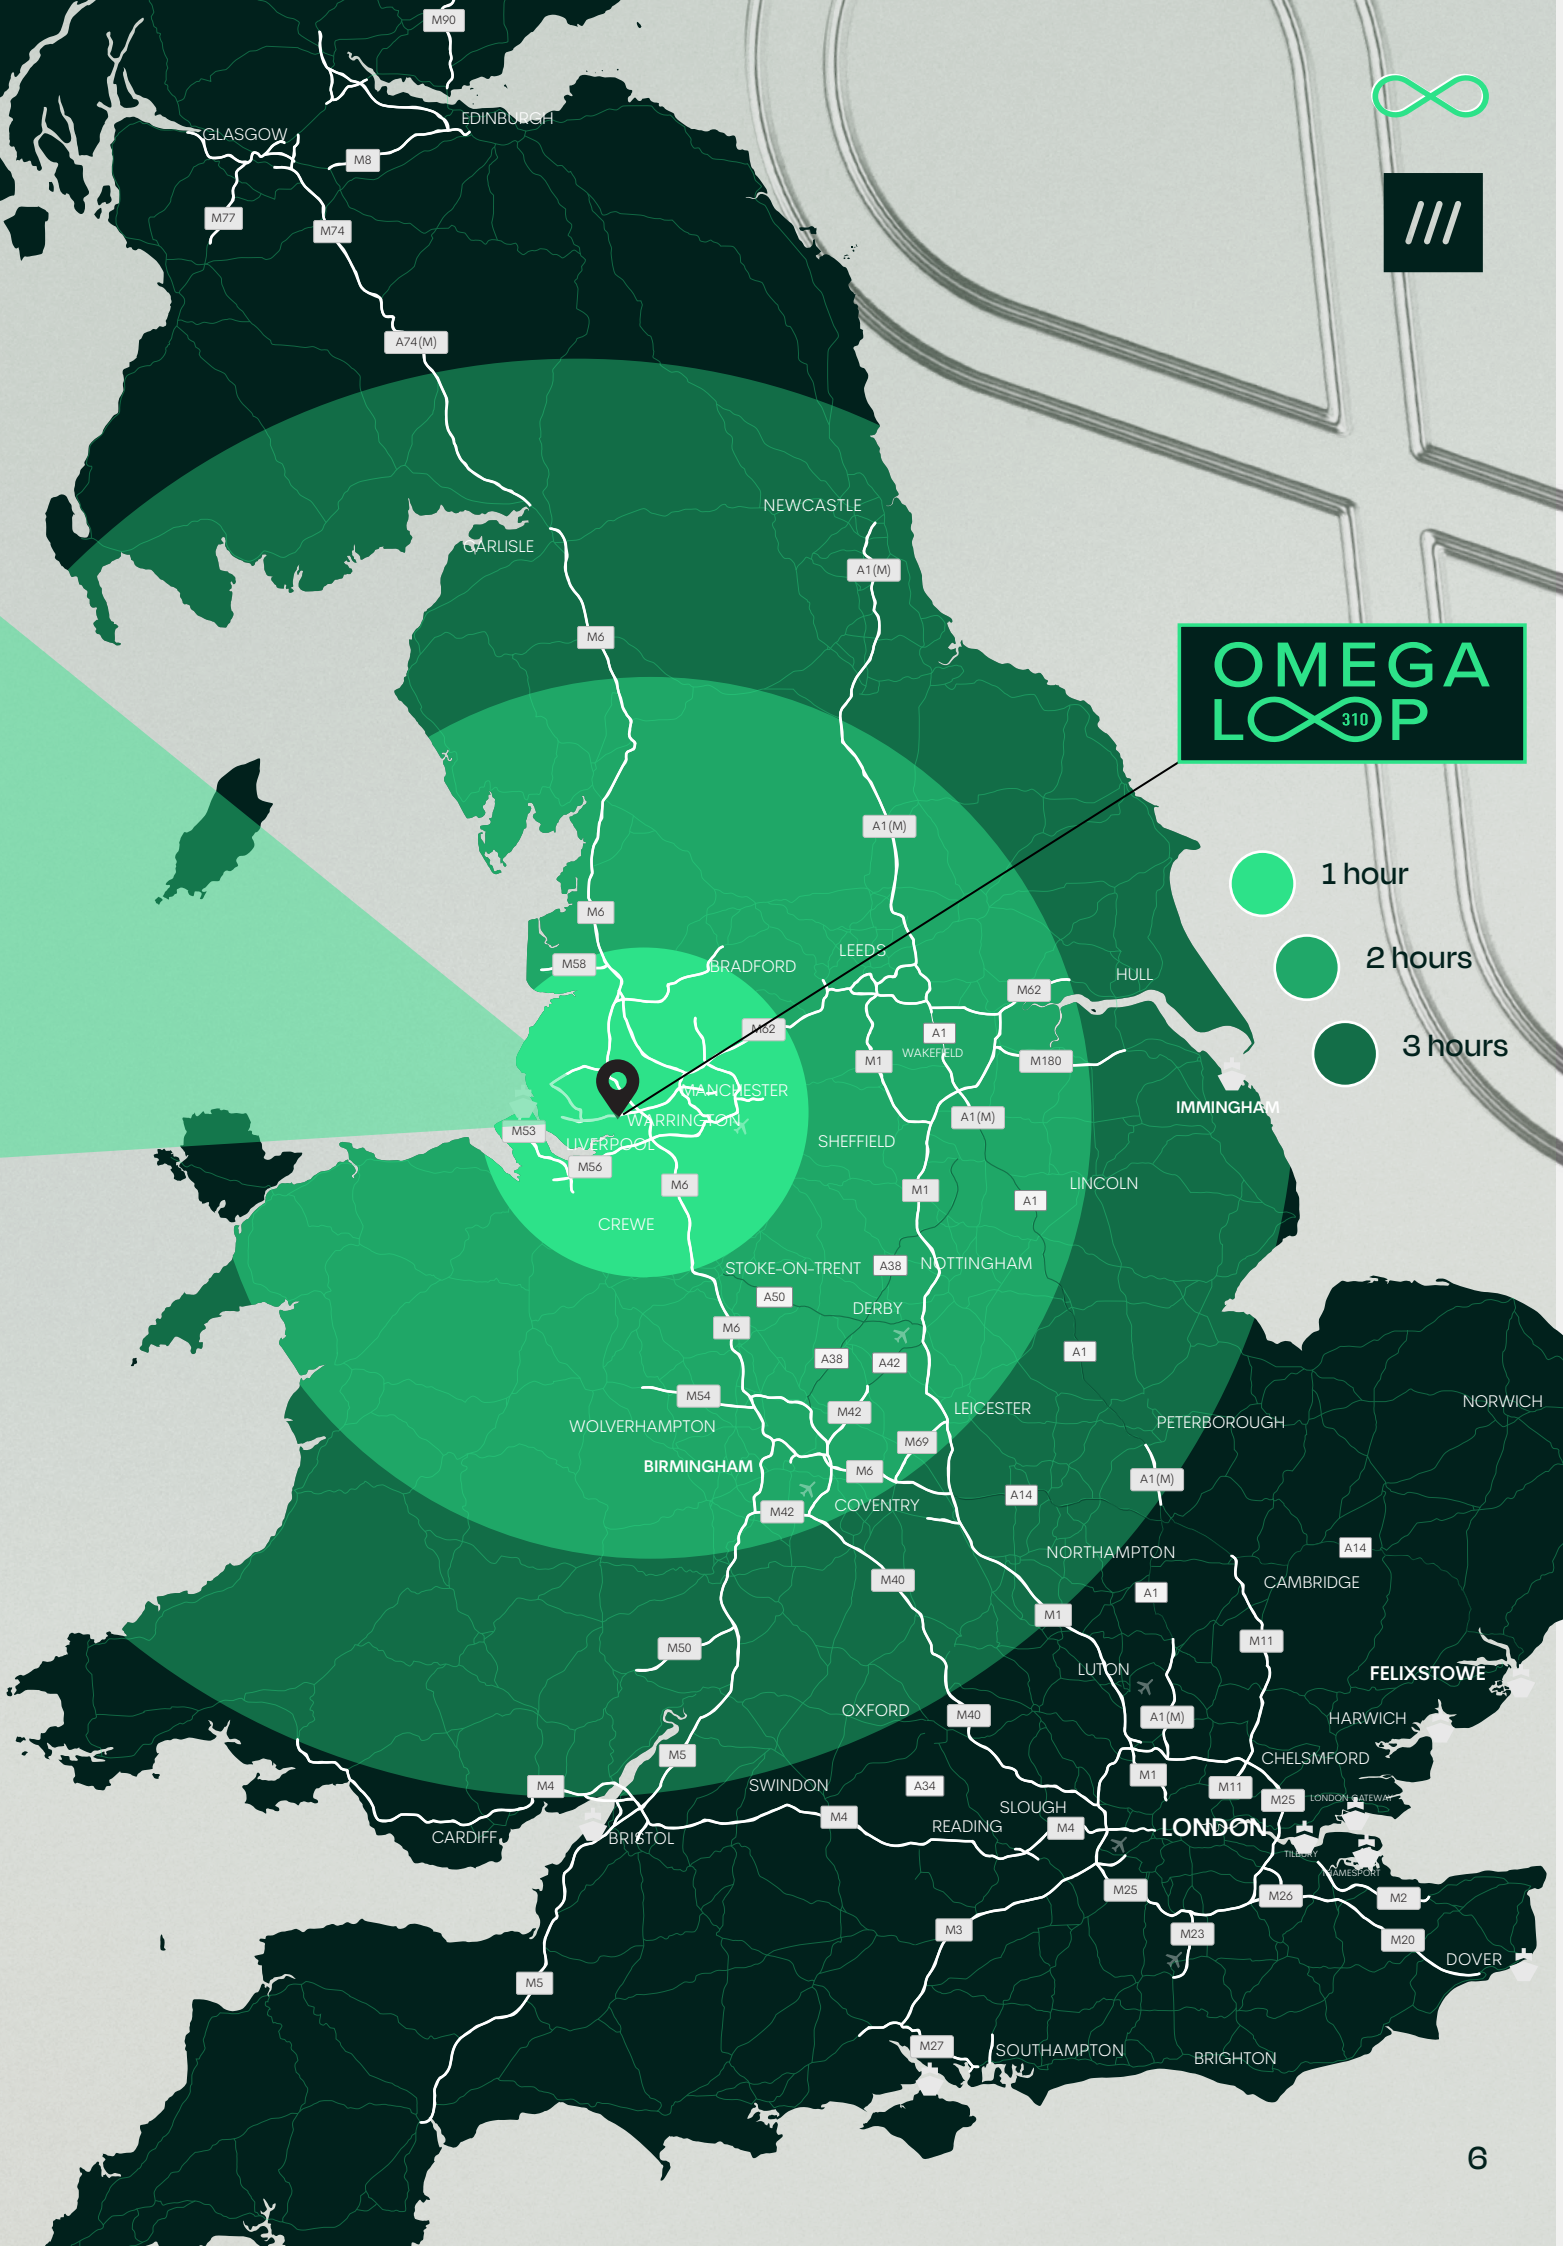 M90
EDINBURGH
GLASGOW
M8
M77
M74
A74(M)
NEWCASTLE
CARLISLE
A1(M)
M6
OMEGA
LOOP
310
A1(M)
1 hour
M6
LEEDS
2 hours
M58
BRADFORD
HULL
M62
M62
A1
3 hours
WAKEFIELD
M1
M180
MANCHESTER
IMMINGHAM
A1(M)
WARRINGTON
M53
SHEFFIELD
LIVERPOOL
M56
M6
M1
LINCOLN
A1
CREWE
STOKE-ON-TRENT
A38
NOTTINGHAM
A50
DERBY
M6
A38
A42
A1
M54
NORWICH
M42
LEICESTER
WOLVERHAMPTON
PETERBOROUGH
M69
BIRMINGHAM
M6
A1(M)
A14
COVENTRY
M42
NORTHAMPTON
A14
M40
CAMBRIDGE
A1
M1
M11
M50
LUTON
FELIXSTOWE
OXFORD
M40
A1(M)
HARWICH
M5
CHELSMFORD
M1
M4
SWINDON
A34
M11
M25
LONDON GATEWAY
SLOUGH
M4
READING
M4
LONDON
CARDIFF
BRISTOL
TILBURY
THAMESPORT
M25
M26
M2
M3
M23
M20
DOVER
M5
M27
SOUTHAMPTON
BRIGHTON
6